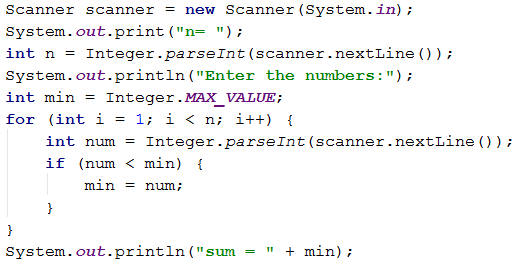 Scanner scanner = new Scanner(System.in);
System.out.print("n= ");
int n = Integer.parseInt(scanner.nextLine());
System.out.println("Enter the numbers:");
int min = Integer.MAX_VALUE;
for (int i = 1; i < n; i++) {
    int num = Integer.parseInt(scanner.nextLine());
    if (num < min) {
        min = num;
    }
}
System.out.println("sum = " + min);